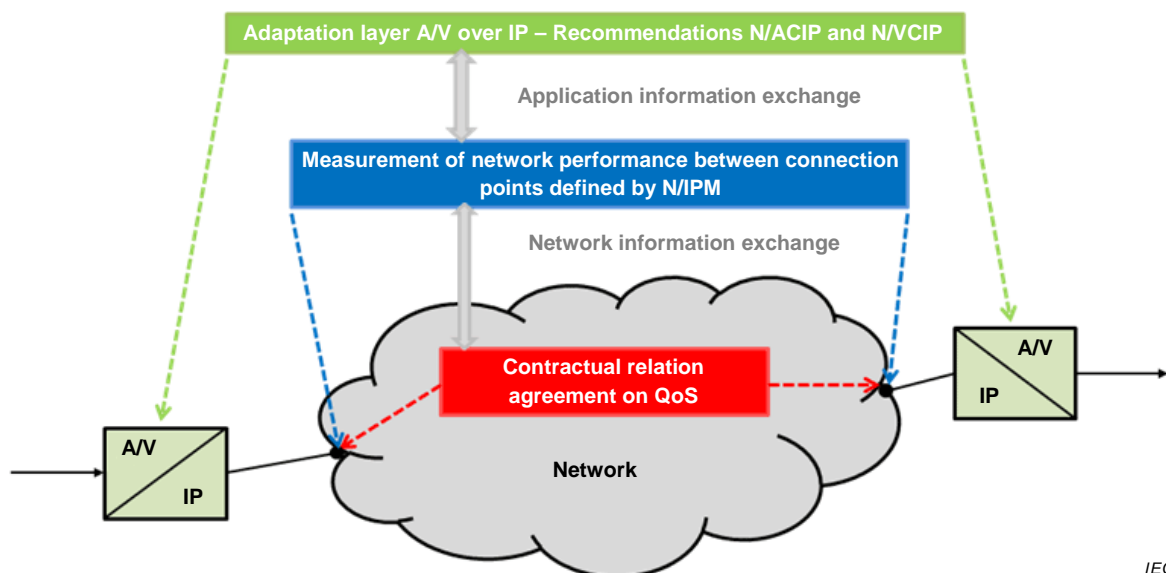 Adaptation layer A/V over IP – Recommendations N/ACIP and N/VCIP
Application information exchange
Measurement of network performance between connection
points defined by N/IPM
Network information exchange
Contractual relation
agreement on QoS
A/V
IP
A/V
IP
Network
IEC